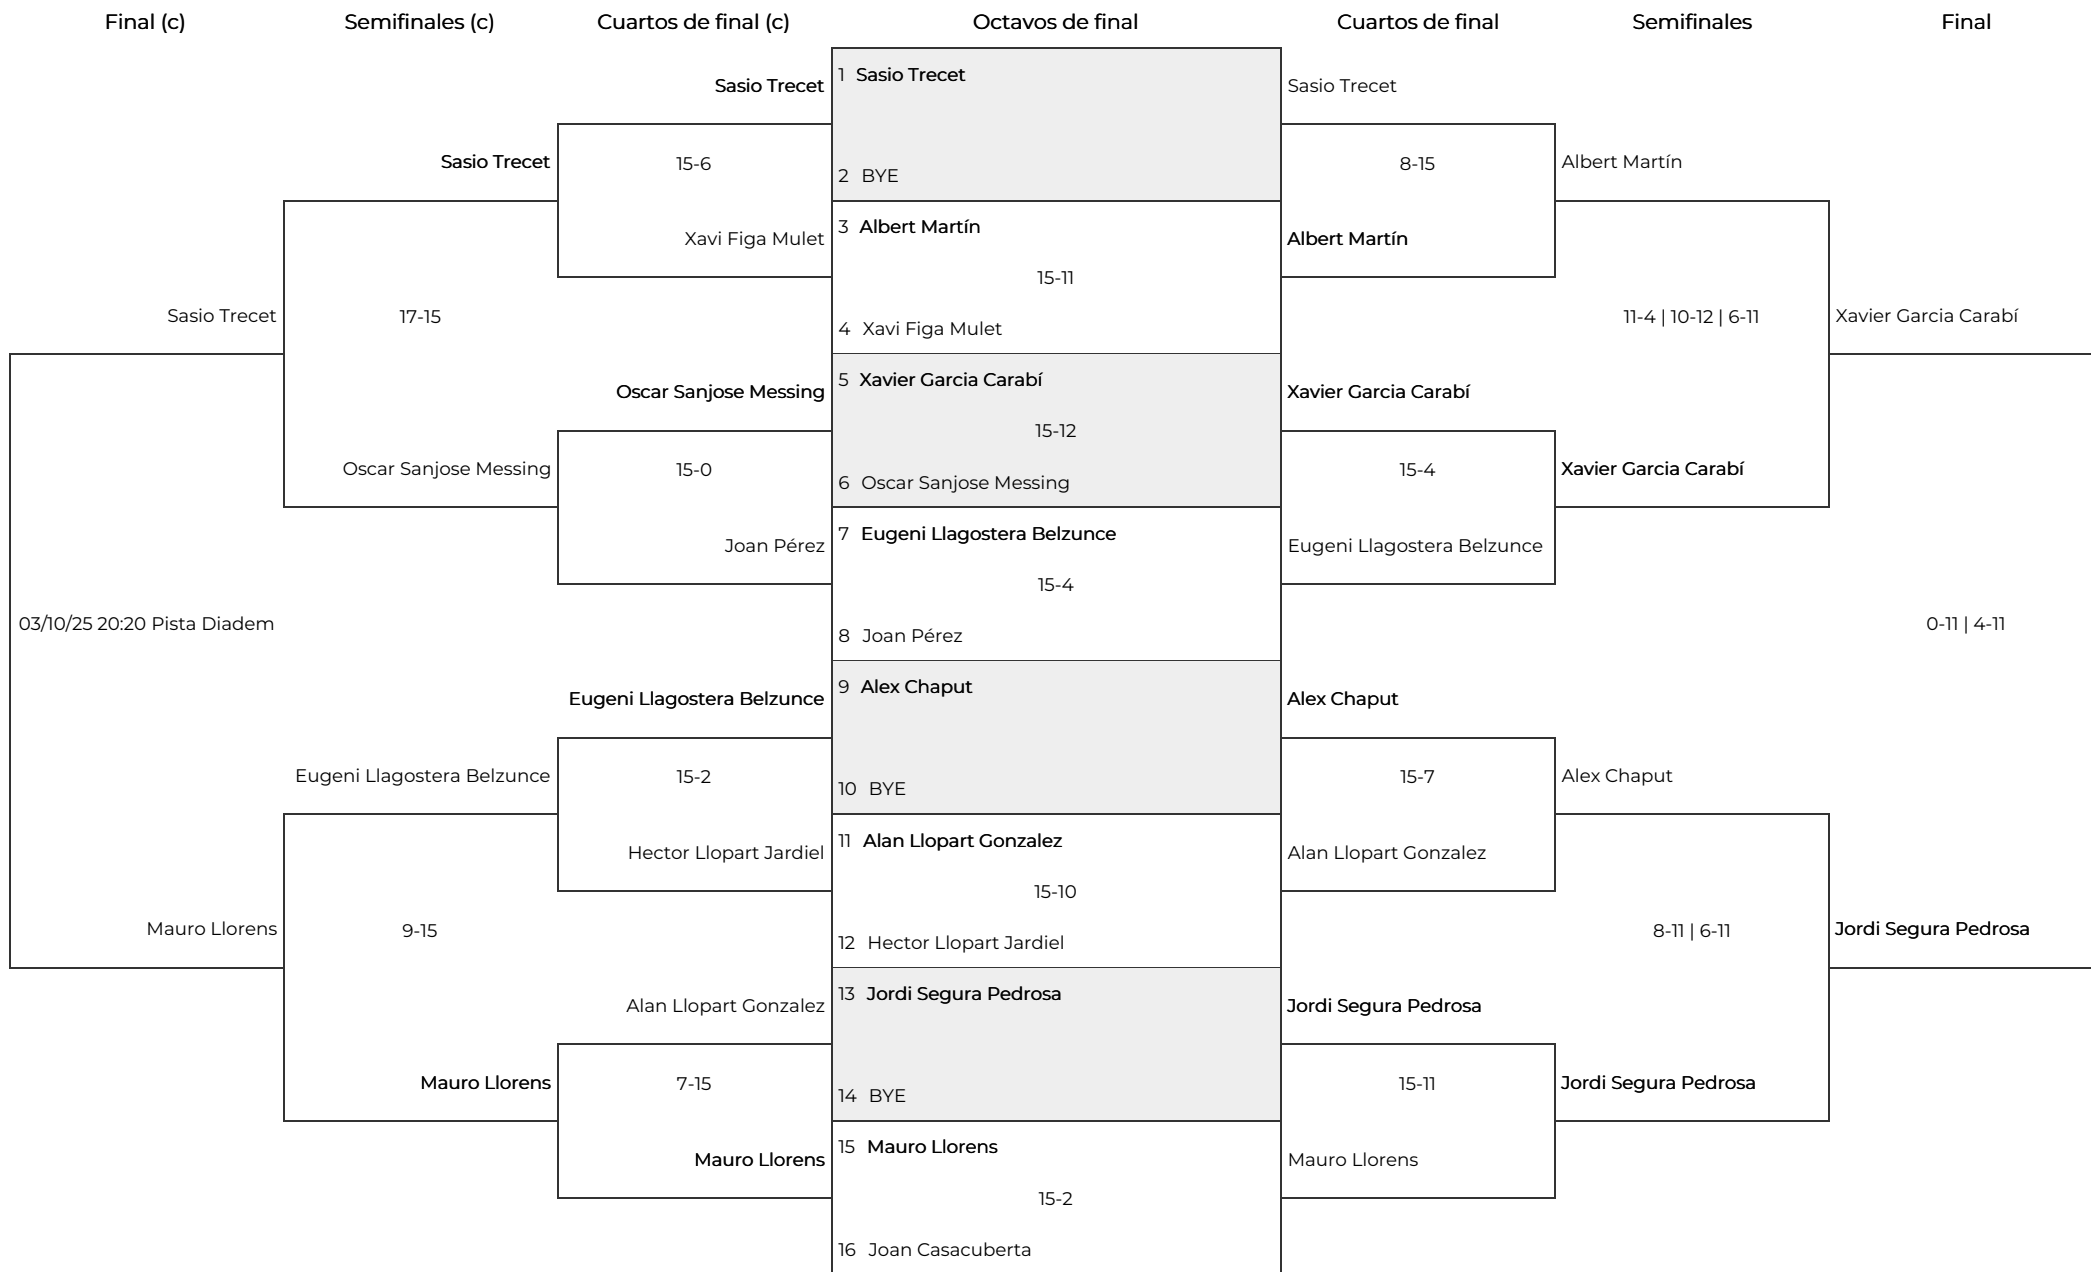 Final (c) Semifinales (c) Cuartos de final (c) Octavos de final Cuartos de final Semifinales Final
Sasio Trecet 1 Sasio Trecet Sasio Trecet
Sasio Trecet 15-6 2 BYE 8-15 Albert Martín
Xavi Figa Mulet 3 Albert Martín Albert Martín
15-11
Sasio Trecet 17-15 4 Xavi Figa Mulet 11-4 | 10-12 | 6-11 Xavier Garcia Carabí
Oscar Sanjose Messing 5 Xavier Garcia Carabí Xavier Garcia Carabí
15-12
Oscar Sanjose Messing 15-0 6 Oscar Sanjose Messing 15-4 Xavier Garcia Carabí
Joan Pérez 7 Eugeni Llagostera Belzunce Eugeni Llagostera Belzunce
15-4
03/10/25 20:20 Pista Diadem 8 Joan Pérez 0-11 | 4-11
Eugeni Llagostera Belzunce 9 Alex Chaput Alex Chaput
Eugeni Llagostera Belzunce 15-2 10 BYE 15-7 Alex Chaput
Hector Llopart Jardiel 11 Alan Llopart Gonzalez Alan Llopart Gonzalez
15-10
Mauro Llorens 9-15 12 Hector Llopart Jardiel 8-11 | 6-11 Jordi Segura Pedrosa
Alan Llopart Gonzalez 13 Jordi Segura Pedrosa Jordi Segura Pedrosa
Mauro Llorens 7-15 14 BYE 15-11 Jordi Segura Pedrosa
Mauro Llorens 15 Mauro Llorens Mauro Llorens
15-2
16 Joan Casacuberta